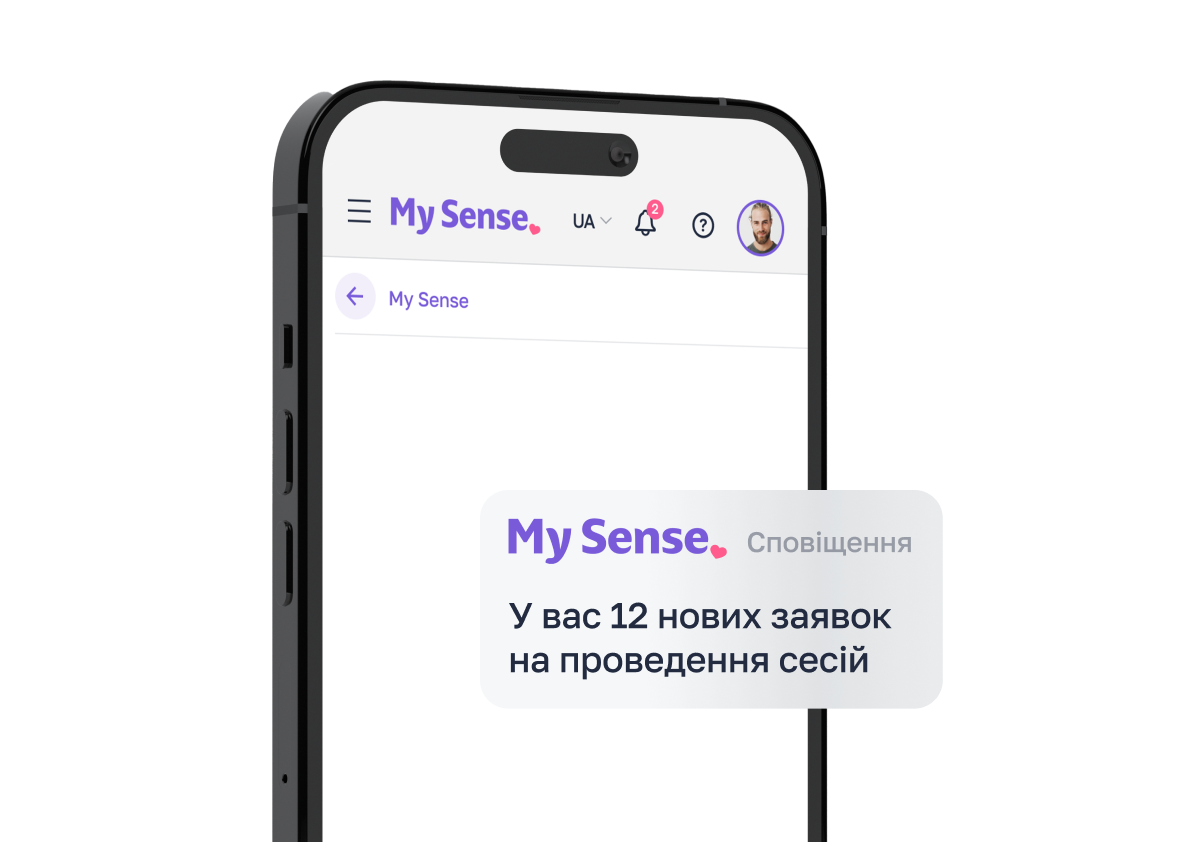 My Sense
UA
2
?
My Sense
My Sense
Сповіщення
У вас 12 нових заявок
на проведення сесій